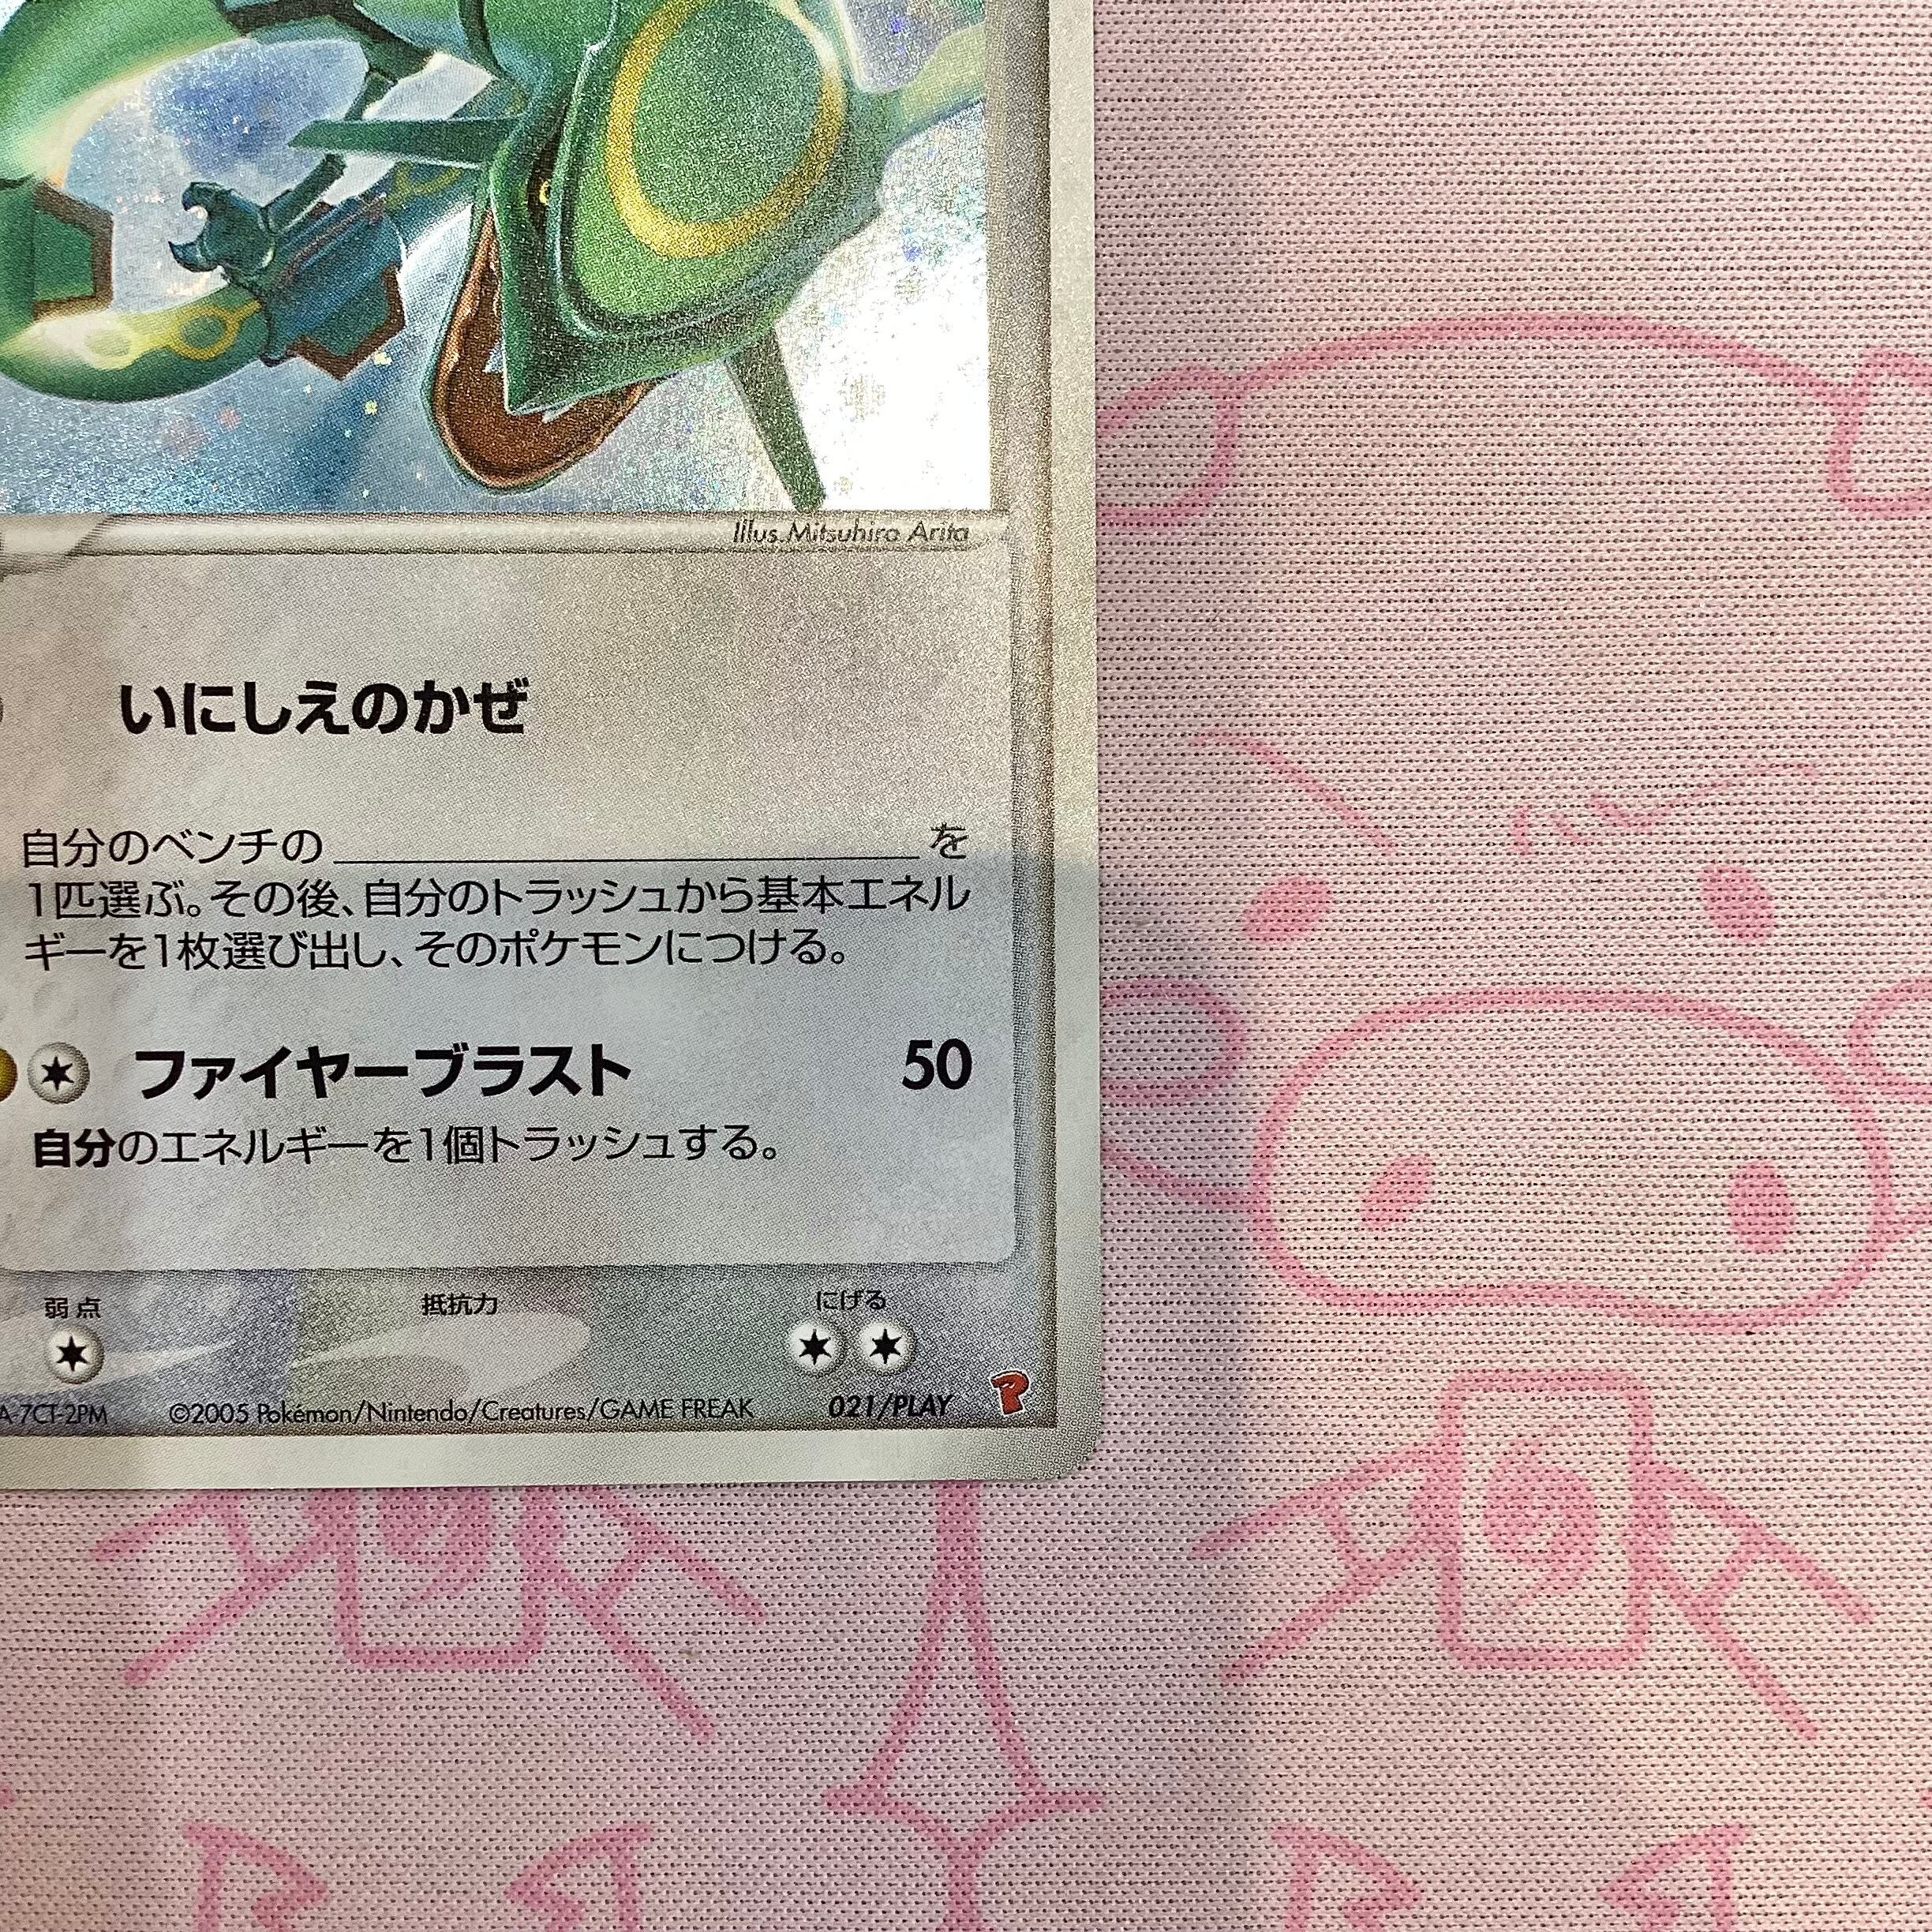 Illus.Mitsuhiro Arita
いにしえのかぜ
自分のベンチの を
1匹選ぶ。その後、自分のトラッシュから基本エネル
ギーを1枚選び出し、そのポケモンにつける。
ファイヤーブラスト 50
自分のエネルギーを1個トラッシュする。
弱点 抵抗力 にげる
A-7CT-2PM ©2005 Pokémon/Nintendo/Creatures/GAME FREAK 021/PLAY P